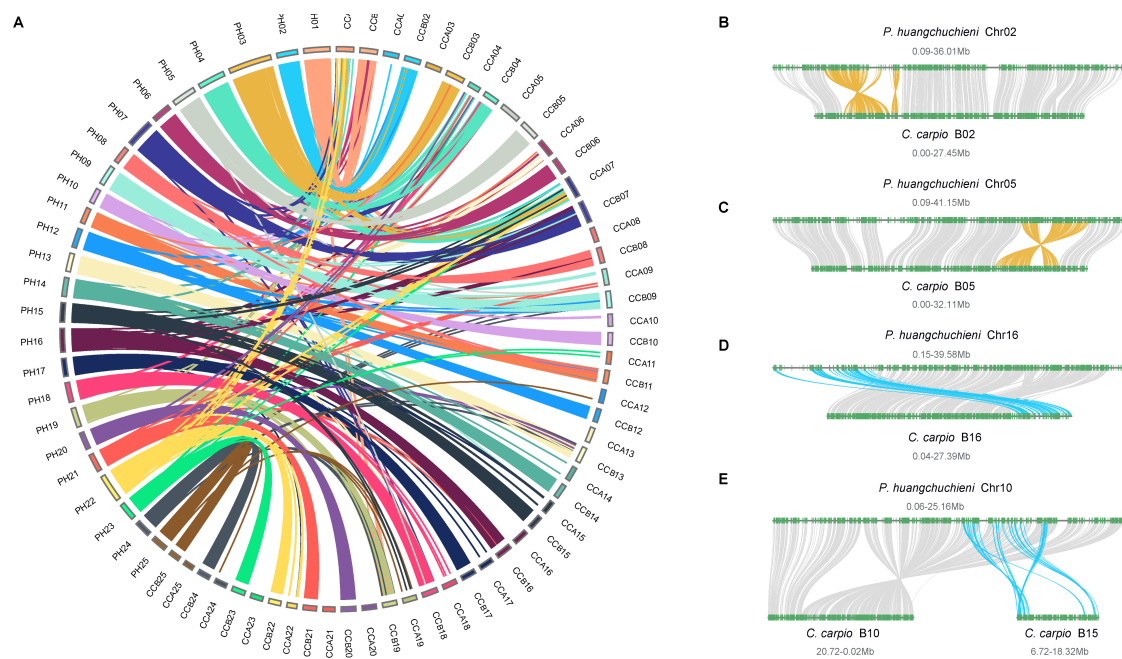 A
PH01
PH02
PH03
PH04
PH05
PH06
PH07
PH08
PH09
PH10
PH11
PH12
PH13
PH14
PH15
PH16
PH17
PH18
PH19
PH20
PH21
PH22
PH23
PH24
PH25
CCB25
CCA25
CCB24
CCA24
CCB23
CCA23
CCB22
CCA22
CCB21
CCA21
CCB20
CCA20
CCB19
CCA19
CCB18
CCA18
CCB17
CCA17
CCB16
CCA16
CCB15
CCA15
CCB14
CCA14
CCB13
CCA13
CCB12
CCA12
CCB11
CCA11
CCB10
CCA10
CCB09
CCA09
CCB08
CCA08
CCB07
CCA07
CCB06
CCA06
CCB05
CCA05
CCB04
CCA04
CCB03
CCA03
CCB02
B
P. huangchuchieni Chr02
0.09-36.01Mb
C. carpio B02
0.00-27.45Mb
C
P. huangchuchieni Chr05
0.09-41.15Mb
C. carpio B05
0.00-32.11Mb
D
P. huangchuchieni Chr16
0.15-39.58Mb
C. carpio B16
0.04-27.39Mb
E
P. huangchuchieni Chr10
0.06-25.16Mb
C. carpio B10
20.72-0.02Mb
C. carpio B15
6.72-18.32Mb